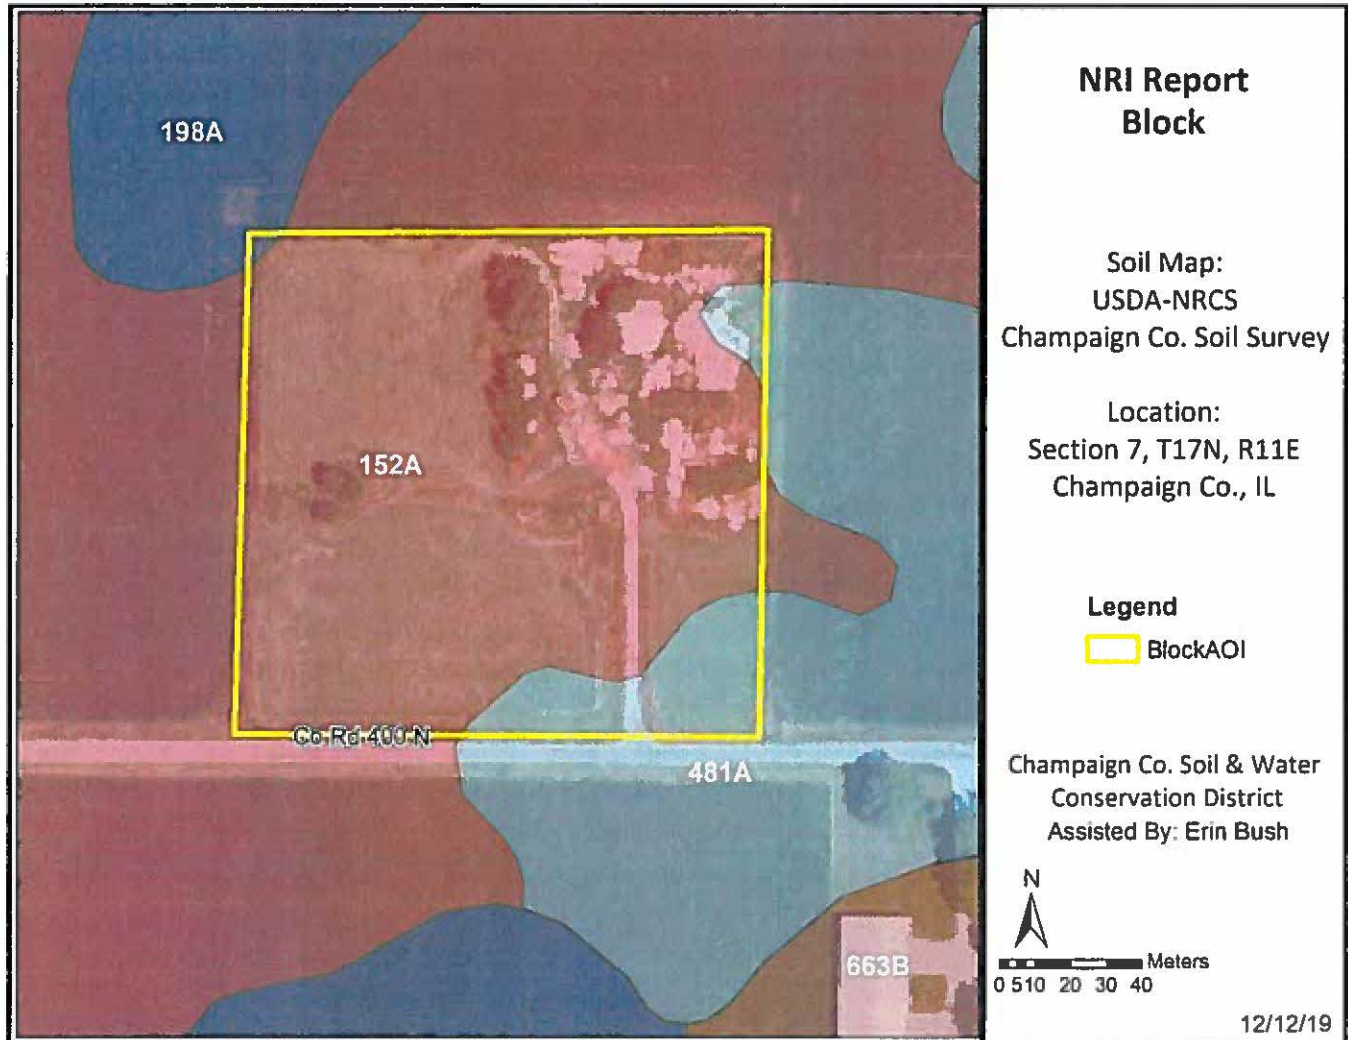 198A
152A
Co Rd 400 N
481A
663B
NRI Report
Block
Soil Map:
USDA-NRCS
Champaign Co. Soil Survey
Location:
Section 7, T17N, R11E
Champaign Co., IL
Legend
BlockAOI
Champaign Co. Soil & Water
Conservation District
Assisted By: Erin Bush
N
Meters
0 5 10 20 30 40
12/12/19